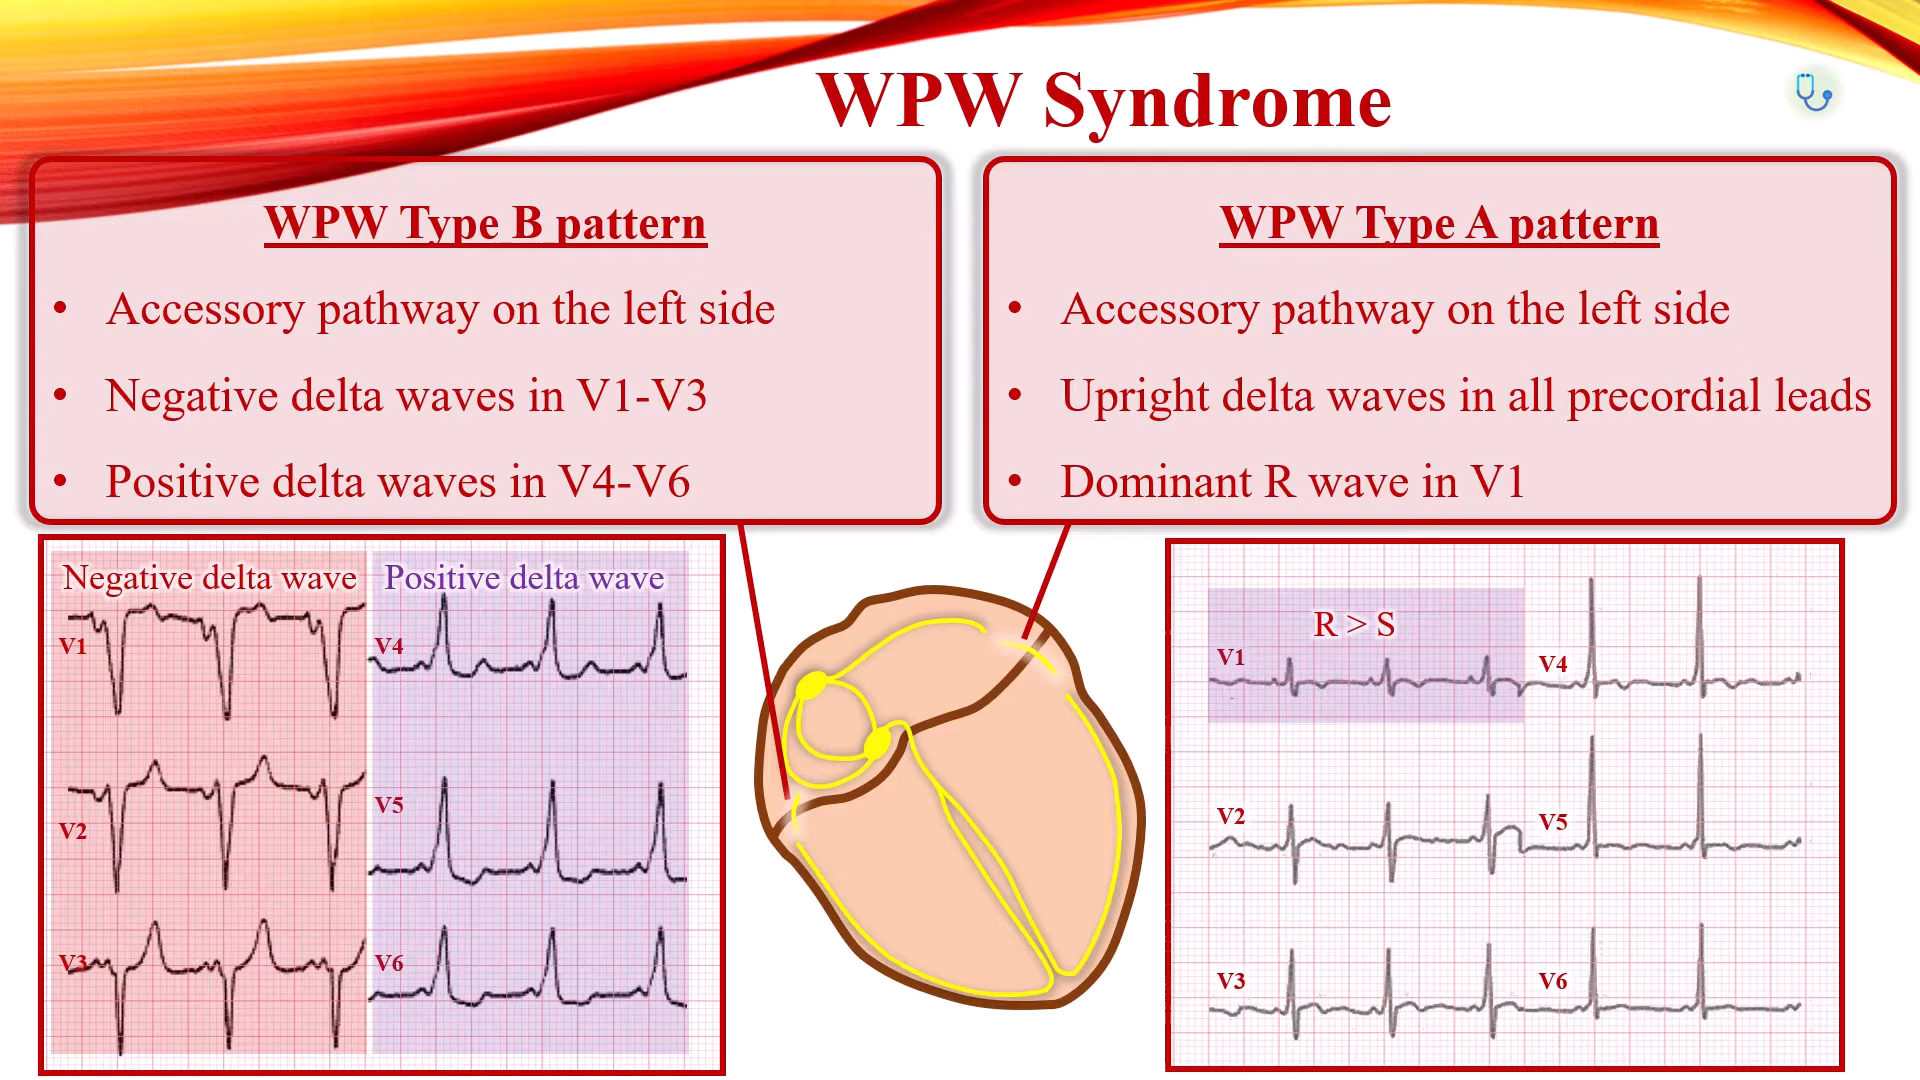 WPW Syndrome
WPW Type B pattern
• Accessory pathway on the left side
• Negative delta waves in V1-V3
• Positive delta waves in V4-V6
WPW Type A pattern
• Accessory pathway on the left side
• Upright delta waves in all precordial leads
• Dominant R wave in V1
Negative delta wave
Positive delta wave
V1
V4
V2
V5
V3
V6
R > S
V1
V4
V2
V5
V3
V6